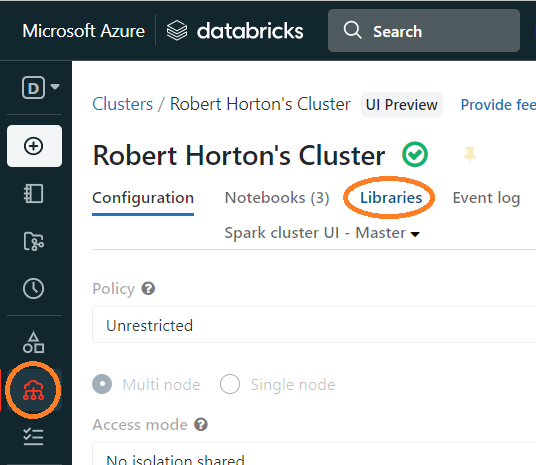 Microsoft Azure databricks Search
D
Clusters / Robert Horton's Cluster UI Preview Provide fee
Robert Horton's Cluster
Configuration Notebooks (3) Libraries Event log
Spark cluster UI - Master
Policy ?
Unrestricted
Multi node Single node
Access mode ?
No isolation shared